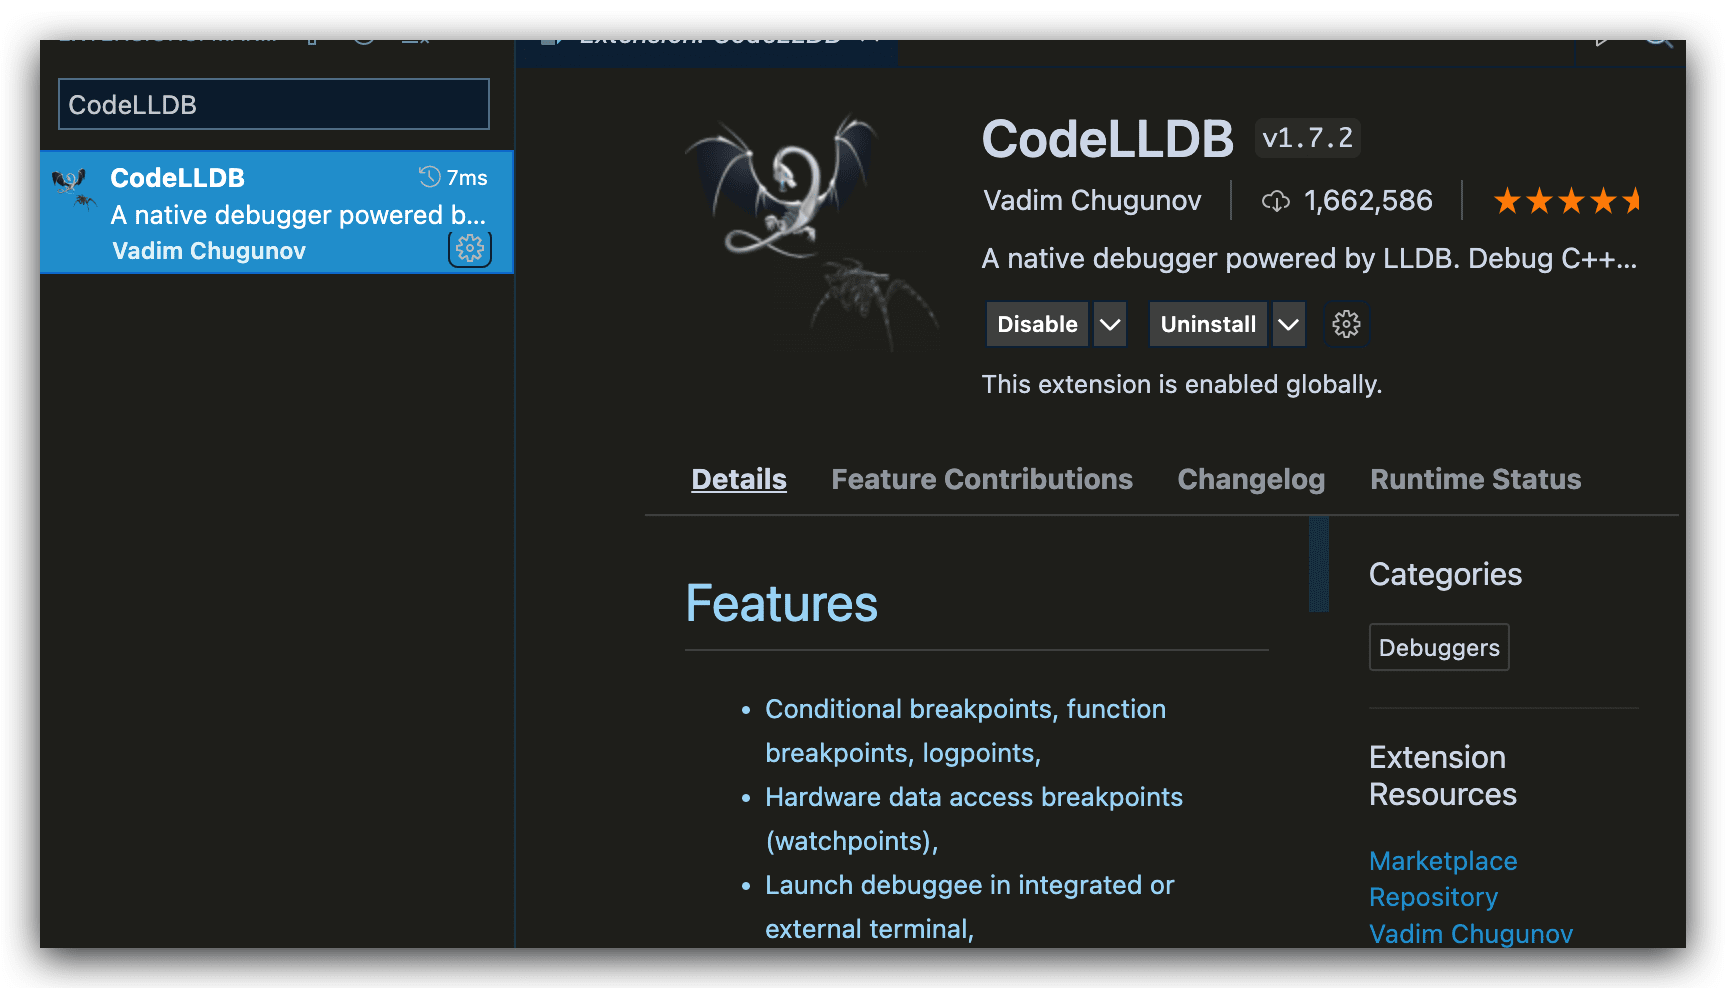 Extension: CodeLLDB
CodeLLDB
CodeLLDB
7ms
A native debugger powered b...
Vadim Chugunov
CodeLLDB
v1.7.2
Vadim Chugunov
1,662,586
A native debugger powered by LLDB. Debug C++...
Disable
Uninstall
This extension is enabled globally.
Details
Feature Contributions
Changelog
Runtime Status
Features
• Conditional breakpoints, function
breakpoints, logpoints,
• Hardware data access breakpoints
(watchpoints),
• Launch debuggee in integrated or
external terminal,
Categories
Debuggers
Extension
Resources
Marketplace
Repository
Vadim Chugunov